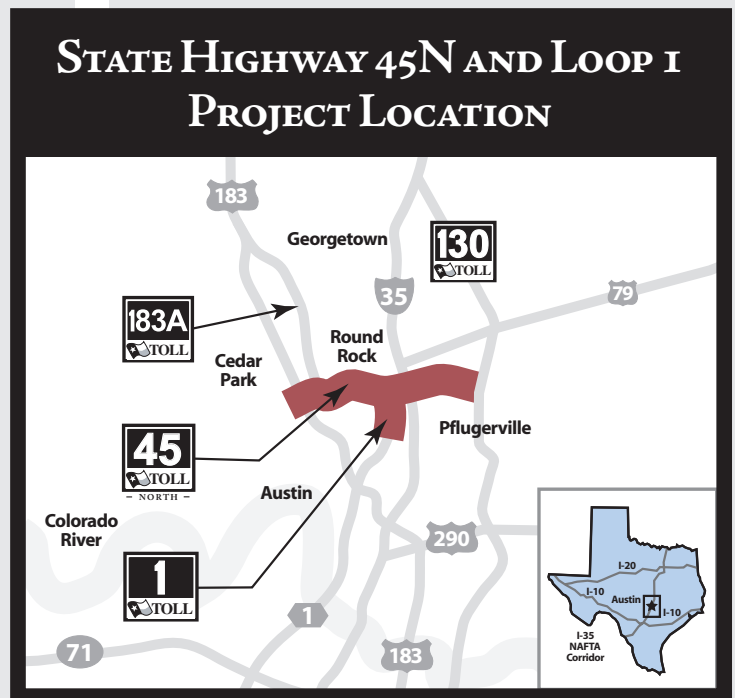 State Highway 45N and Loop 1
Project Location
183
Georgetown
130
TOLL
35
79
183A
TOLL
Round
Rock
Cedar
Park
45
TOLL
– NORTH –
Pflugerville
Austin
Colorado
River
290
1
TOLL
1
71
183
I-20
I-10
Austin
I-10
I-35
NAFTA
Corridor